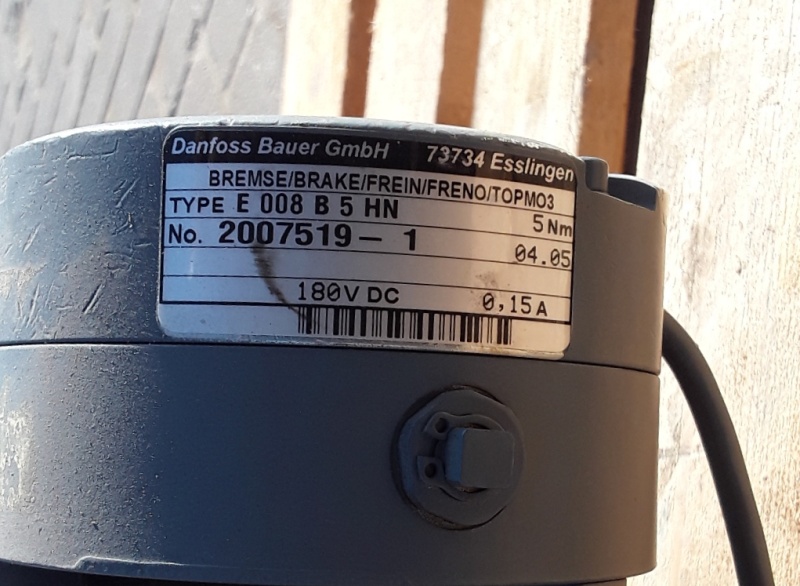 Danfoss Bauer GmbH 73734 Esslingen
BREMSE/BRAKE/FREIN/FRENO/TOPMO3
TYPE E 008 B 5 HN 5 Nm
No. 2007519-1 04.05
180V DC 0,15A